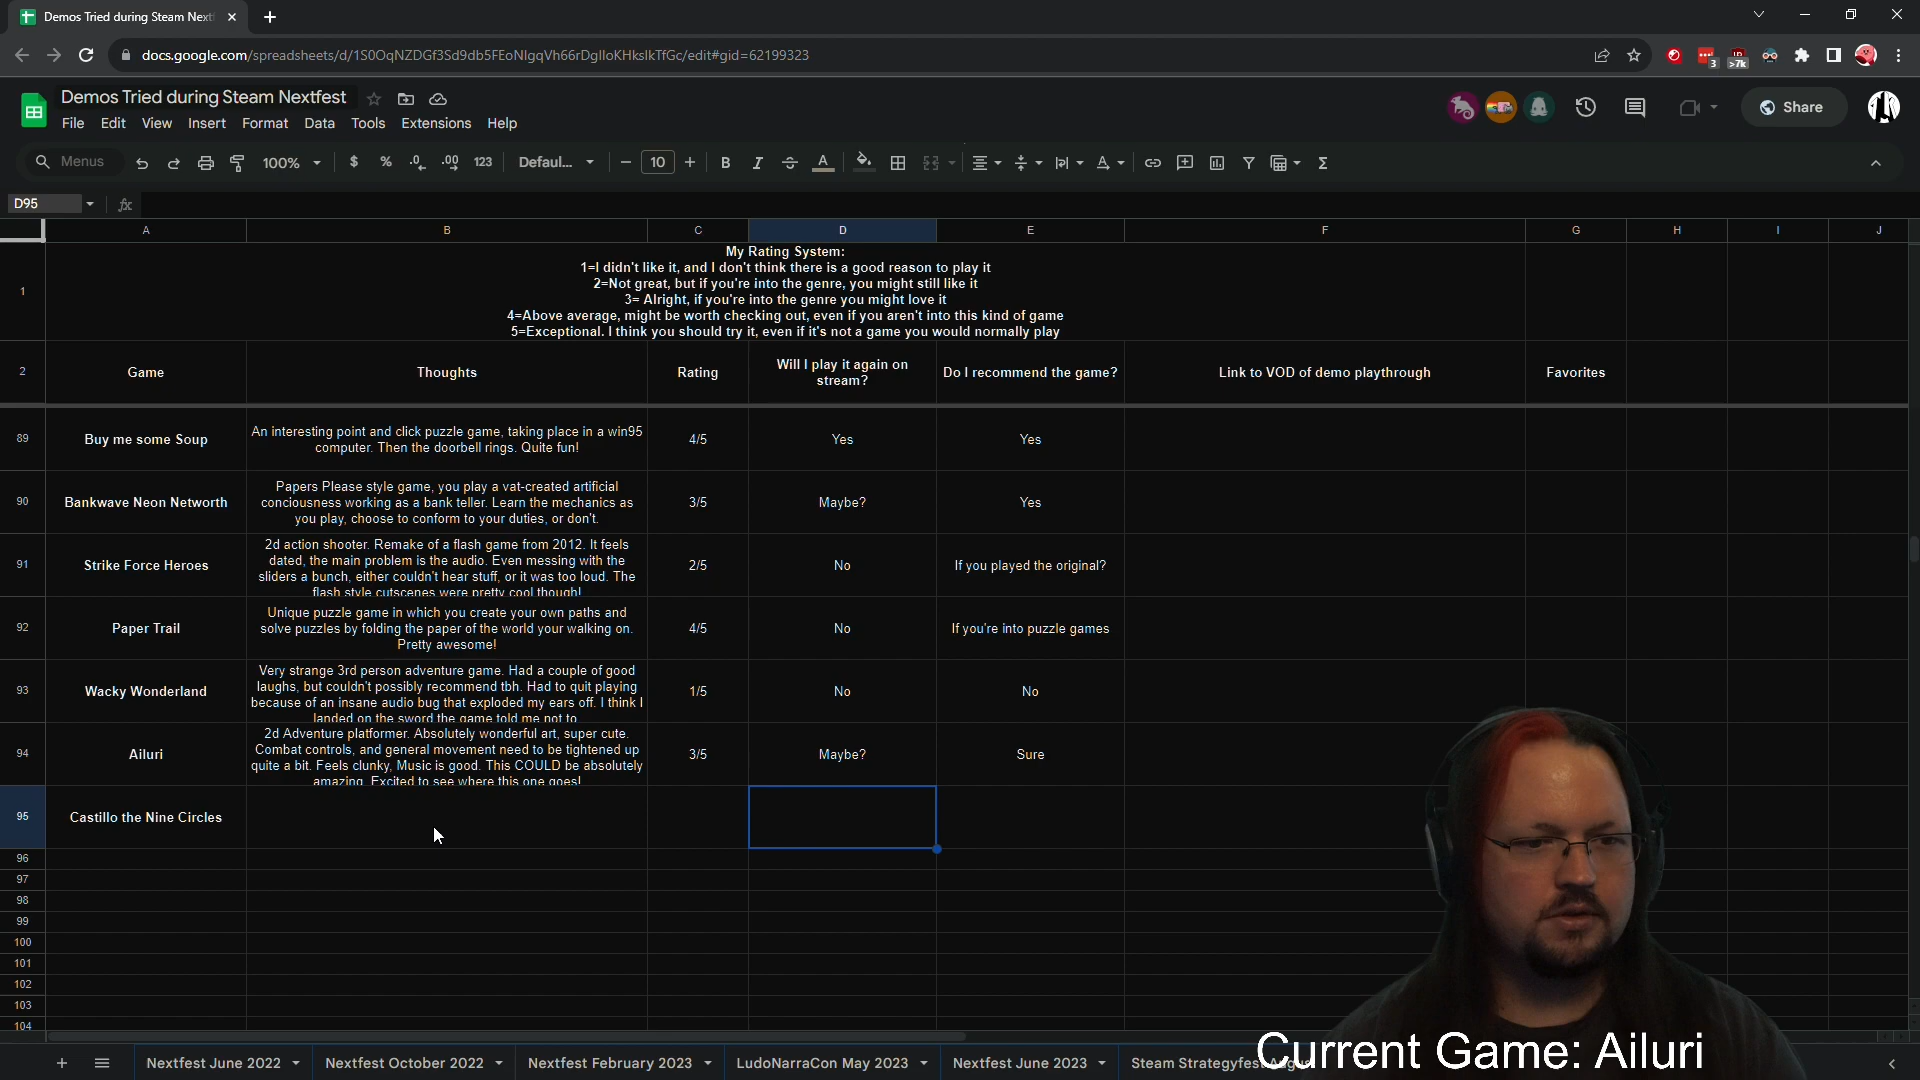 Demos Tried during Steam Nextf
docs.google.com/spreadsheets/d/1S0OqNZDGf3Sd9db5FEoNIgqVh66rDgIloKHksIkTfGc/edit#gid=62199323
3
>7k
Demos Tried during Steam Nextfest
Share
File Edit View Insert Format Data Tools Extensions Help
Menus 100% $ % .0 .00 123 Defaul... 10 B I A
D95 fx
A B C D E F G H I J
1
My Rating System:
1=I didn't like it, and I don't think there is a good reason to play it
2=Not great, but if you're into the genre, you might still like it
3= Alright, if you're into the genre you might love it
4=Above average, might be worth checking out, even if you aren't into this kind of game
5=Exceptional. I think you should try it, even if it's not a game you would normally play
2 Game Thoughts Rating Will I play it again on stream? Do I recommend the game? Link to VOD of demo playthrough Favorites
89 Buy me some Soup
An interesting point and click puzzle game, taking place in a win95
computer. Then the doorbell rings. Quite fun!
4/5 Yes Yes
90 Bankwave Neon Networth
Papers Please style game, you play a vat-created artificial
conciousness working as a bank teller. Learn the mechanics as
you play, choose to conform to your duties, or don't.
3/5 Maybe? Yes
91 Strike Force Heroes
2d action shooter. Remake of a flash game from 2012. It feels
dated, the main problem is the audio. Even messing with the
sliders a bunch, either couldn't hear stuff, or it was too loud. The
flash style cutscenes were pretty cool though!
2/5 No If you played the original?
92 Paper Trail
Unique puzzle game in which you create your own paths and
solve puzzles by folding the paper of the world your walking on.
Pretty awesome!
4/5 No If you're into puzzle games
93 Wacky Wonderland
Very strange 3rd person adventure game. Had a couple of good
laughs, but couldn't possibly recommend tbh. Had to quit playing
because of an insane audio bug that exploded my ears off. I think I
landed on the sword the game told me not to
1/5 No No
94 Ailuri
2d Adventure platformer. Absolutely wonderful art, super cute.
Combat controls, and general movement need to be tightened up
quite a bit. Feels clunky, Music is good. This COULD be absolutely
amazing. Excited to see where this one goes!
3/5 Maybe? Sure
95 Castillo the Nine Circles
96
97
98
99
100
101
102
103
104
Nextfest June 2022 Nextfest October 2022 Nextfest February 2023 LudoNarraCon May 2023 Nextfest June 2023 Steam Strategyfest
Current Game: Ailuri